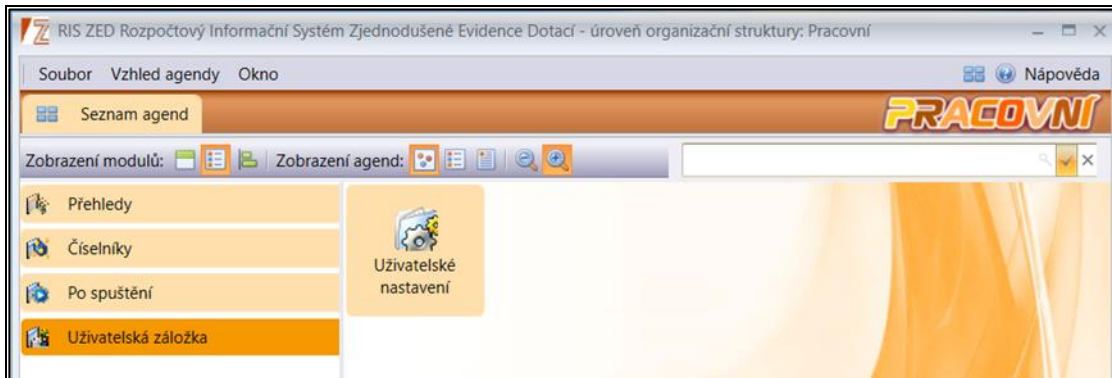 RIS ZED Rozpočtový Informační Systém Zjednodušené Evidence Dotací - úroveň organizační struktury: Pracovní
Soubor Vzhled agendy Okno Nápověda
Seznam agend PRACOVNÍ
Zobrazení modulů: Zobrazení agend:
Přehledy
Číselníky
Po spuštění
Uživatelská záložka
Uživatelské
nastavení